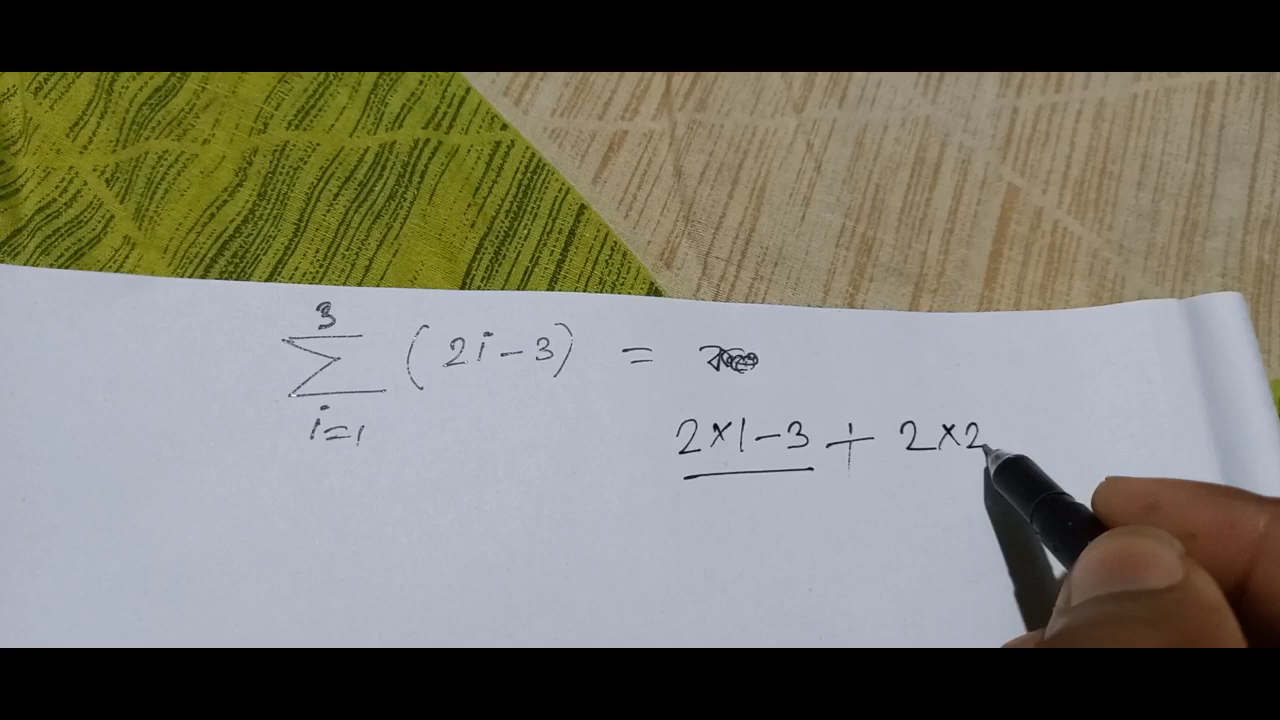 3
∑ (2i-3) =
i=1
2×1-3 + 2×2